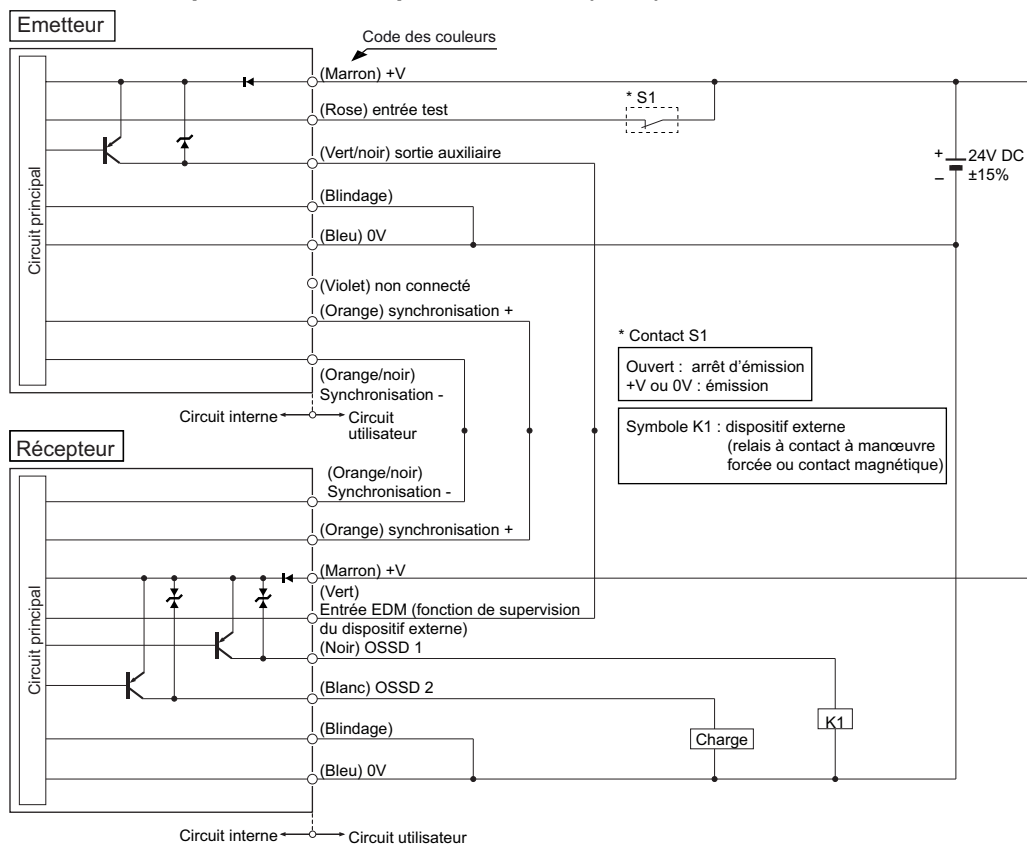 Emetteur
Code des couleurs
Circuit principal
(Marron) +V
(Rose) entrée test
* S1
(Vert/noir) sortie auxiliaire
+
24V DC
−
±15%
(Blindage)
(Bleu) 0V
(Violet) non connecté
(Orange) synchronisation +
(Orange/noir)
Synchronisation -
Circuit interne
Circuit
utilisateur
* Contact S1
Ouvert : arrêt d'émission
+V ou 0V : émission
Symbole K1 : dispositif externe
(relais à contact à manœuvre
forcée ou contact magnétique)
Récepteur
Circuit principal
(Orange/noir)
Synchronisation -
(Orange) synchronisation +
(Marron) +V
(Vert)
Entrée EDM (fonction de supervision
du dispositif externe)
(Noir) OSSD 1
(Blanc) OSSD 2
K1
Charge
(Blindage)
(Bleu) 0V
Circuit interne
Circuit utilisateur